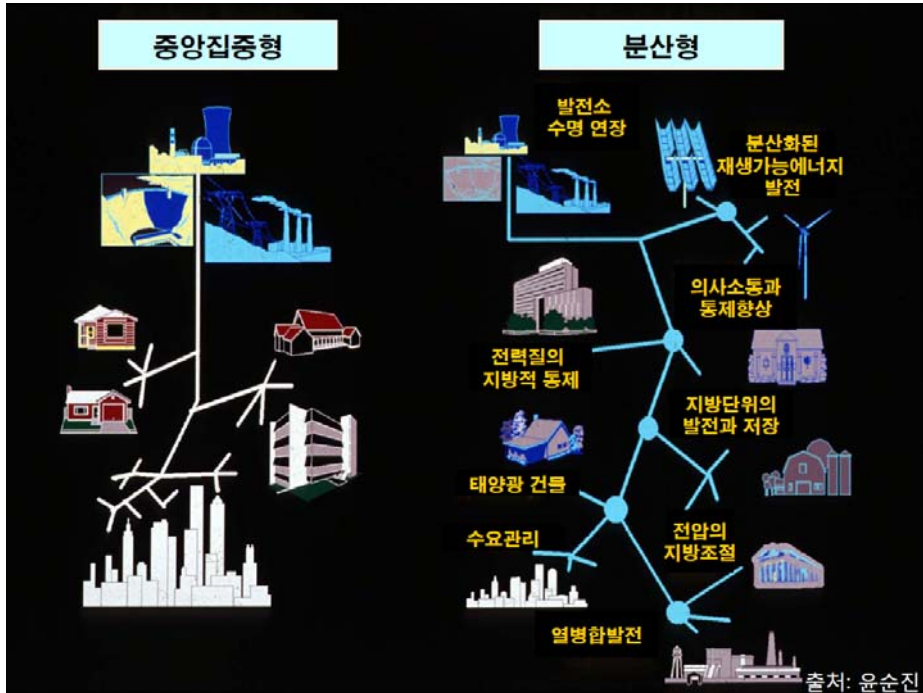 중앙집중형
분산형
발전소
수명 연장
분산화된
재생가능에너지
발전
의사소통과
통제향상
전력질의
지방적 통제
지방단위의
발전과 저장
태양광 건물
수요관리
전압의
지방조절
열병합발전
출처: 윤순진